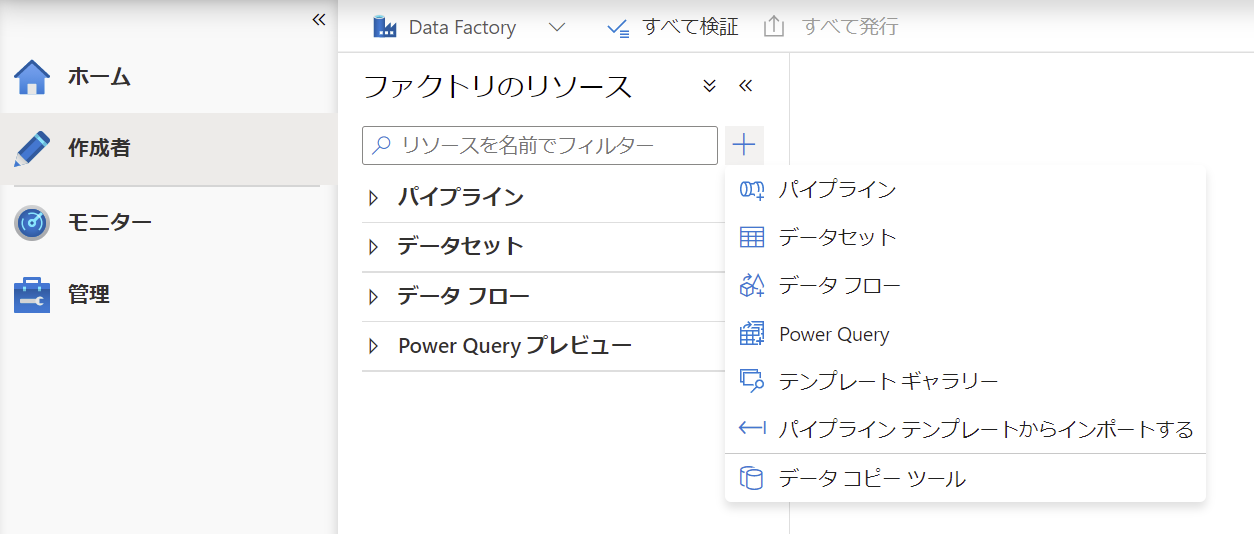 Data Factory
すべて検証
すべて発行
ホーム
作成者
モニター
管理
ファクトリのリソース
リソースを名前でフィルター
パイプライン
データセット
データ フロー
Power Query プレビュー
パイプライン
データセット
データ フロー
Power Query
テンプレート ギャラリー
パイプライン テンプレートからインポートする
データ コピー ツール